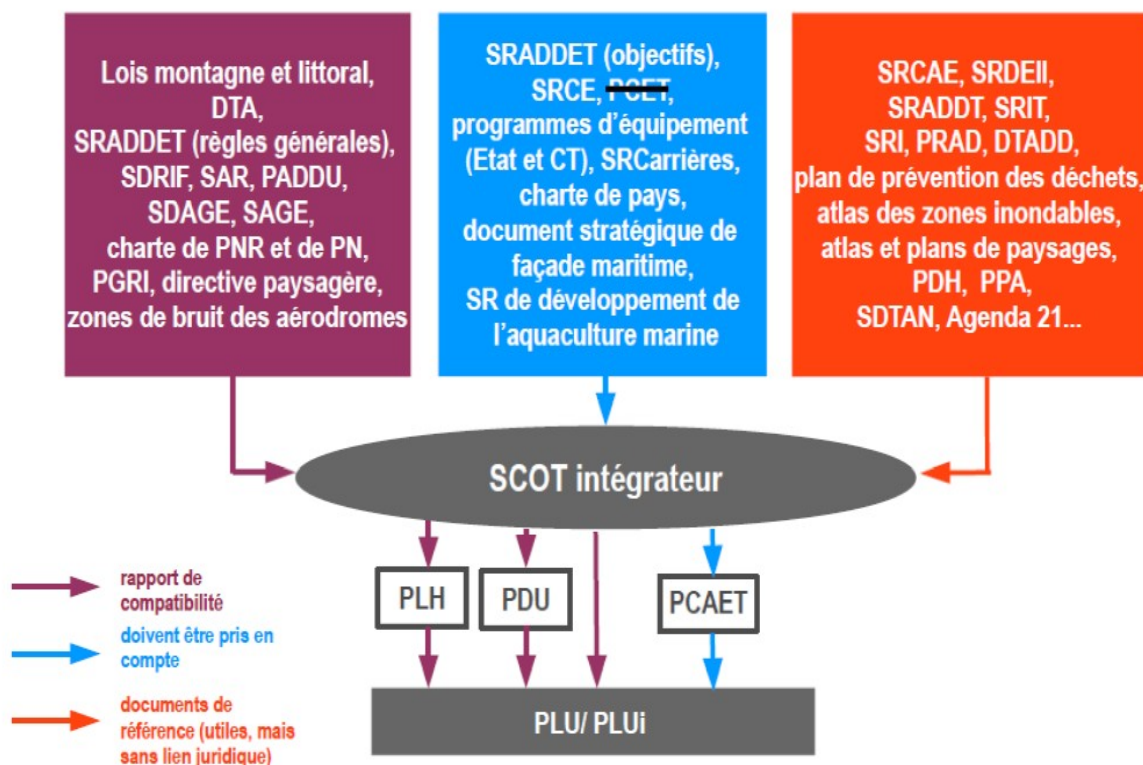 Lois montagne et littoral,
DTA,
SRADDET (règles générales),
SDRIF, SAR, PADDU,
SDAGE, SAGE,
charte de PNR et de PN,
PGRI, directive paysagère,
zones de bruit des aérodromes
SRADDET (objectifs),
SRCE, PCET,
programmes d'équipement
(Etat et CT), SRCarrières,
charte de pays,
document stratégique de
façade maritime,
SR de développement de
l'aquaculture marine
SRCAE, SRDEII,
SRADDT, SRIT,
SRI, PRAD, DTADD,
plan de prévention des déchets,
atlas des zones inondables,
atlas et plans de paysages,
PDH, PPA,
SDTAN, Agenda 21...
SCOT intégrateur
PLH
PDU
PCAET
PLU/ PLUi
rapport de
compatibilité
doivent être pris en
compte
documents de
référence (utiles, mais
sans lien juridique)